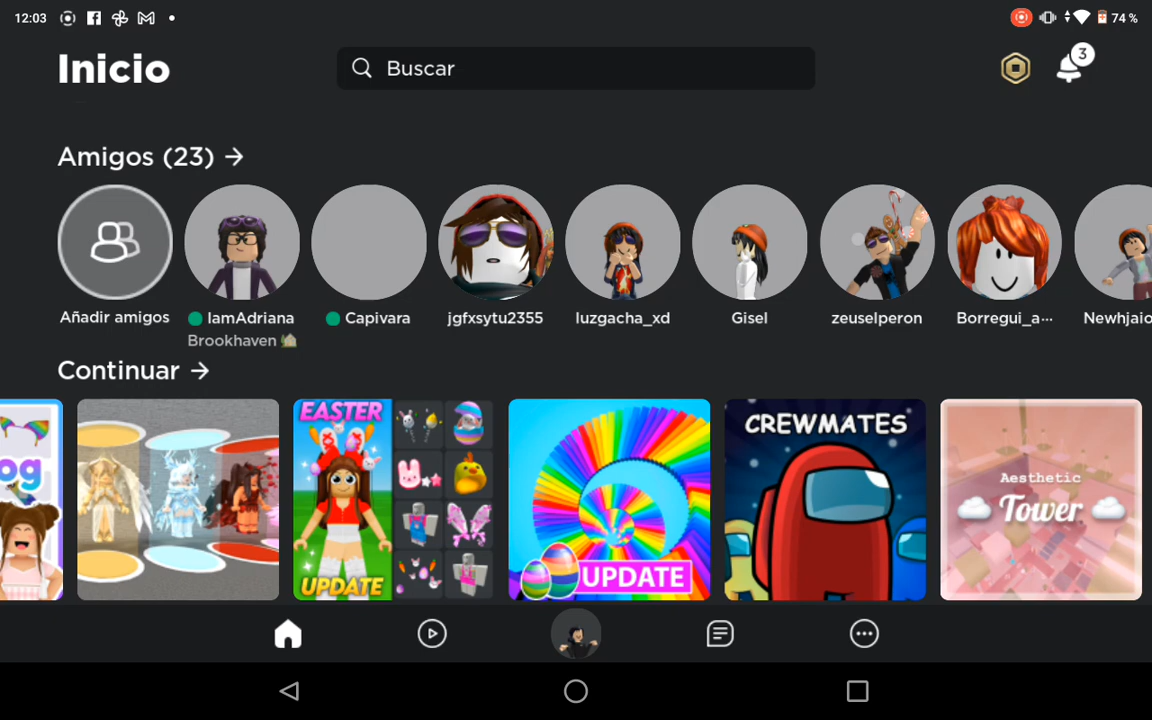 12:03
74 %
Inicio
Buscar
3
Amigos (23) →
Añadir amigos
IamAdriana
Brookhaven
Capivara
jgfxsytu2355
luzgacha_xd
Gisel
zeuselperon
Borregui_a...
Newhjaio
Continuar →
og
EASTER
UPDATE
UPDATE
CREWMATES
Aesthetic
Tower